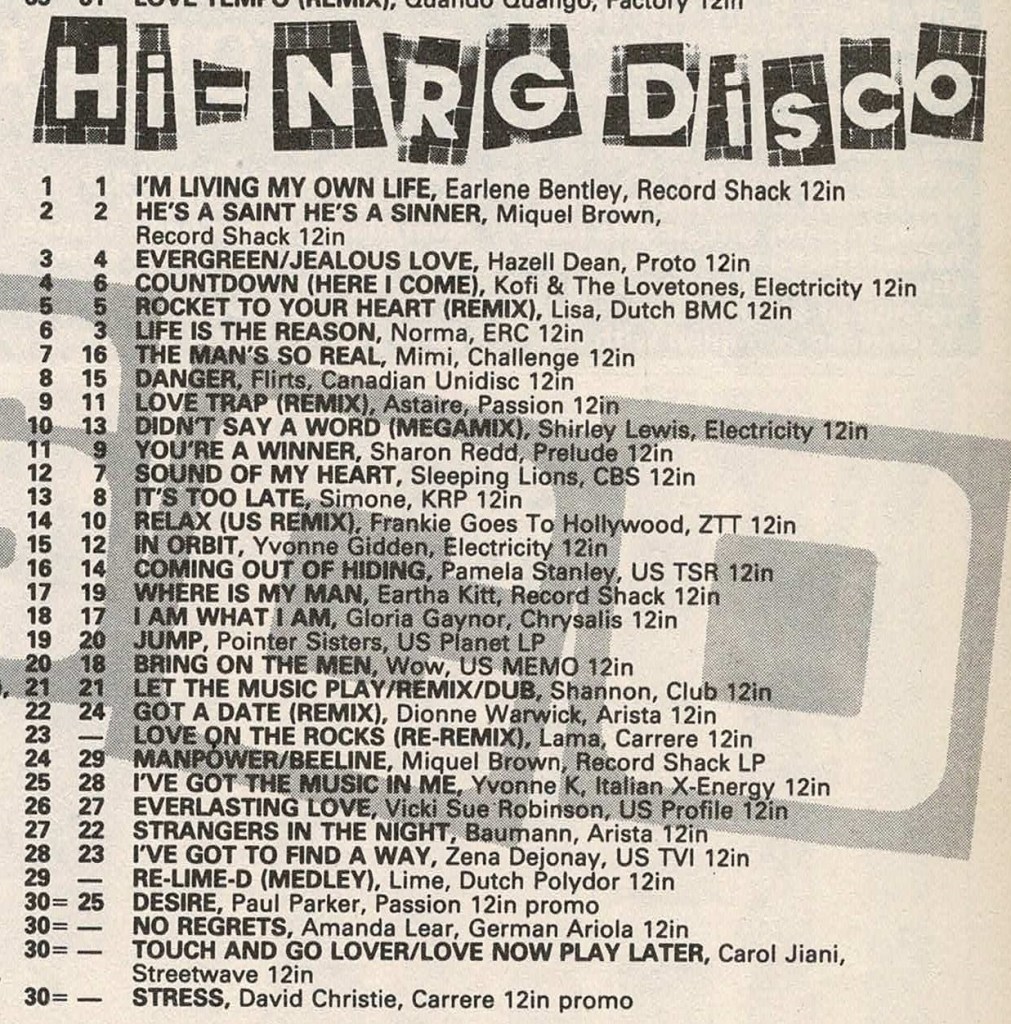 LOVE TEMPO (REMIX), Quando Quango, Factory 12in
Hi-NRG DiSCO
1 1 I'M LIVING MY OWN LIFE, Earlene Bentley, Record Shack 12in
2 2 HE'S A SAINT HE'S A SINNER, Miquel Brown,
Record Shack 12in
3 4 EVERGREEN/JEALOUS LOVE, Hazell Dean, Proto 12in
4 6 COUNTDOWN (HERE I COME), Kofi & The Lovetones, Electricity 12in
5 5 ROCKET TO YOUR HEART (REMIX), Lisa, Dutch BMC 12in
6 3 LIFE IS THE REASON, Norma, ERC 12in
7 16 THE MAN'S SO REAL, Mimi, Challenge 12in
8 15 DANGER, Flirts, Canadian Unidisc 12in
9 11 LOVE TRAP (REMIX), Astaire, Passion 12in
10 13 DIDN'T SAY A WORD (MEGAMIX), Shirley Lewis, Electricity 12in
11 9 YOU'RE A WINNER, Sharon Redd, Prelude 12in
12 7 SOUND OF MY HEART, Sleeping Lions, CBS 12in
13 8 IT'S TOO LATE, Simone, KRP 12in
14 10 RELAX (US REMIX), Frankie Goes To Hollywood, ZTT 12in
15 12 IN ORBIT, Yvonne Gidden, Electricity 12in
16 14 COMING OUT OF HIDING, Pamela Stanley, US TSR 12in
17 19 WHERE IS MY MAN, Eartha Kitt, Record Shack 12in
18 17 I AM WHAT I AM, Gloria Gaynor, Chrysalis 12in
19 20 JUMP, Pointer Sisters, US Planet LP
20 18 BRING ON THE MEN, Wow, US MEMO 12in
21 21 LET THE MUSIC PLAY/REMIX/DUB, Shannon, Club 12in
22 24 GOT A DATE (REMIX), Dionne Warwick, Arista 12in
23 — LOVE ON THE ROCKS (RE-REMIX), Lama, Carrere 12in
24 29 MANPOWER/BEELINE, Miquel Brown, Record Shack LP
25 28 I'VE GOT THE MUSIC IN ME, Yvonne K, Italian X-Energy 12in
26 27 EVERLASTING LOVE, Vicki Sue Robinson, US Profile 12in
27 22 STRANGERS IN THE NIGHT, Baumann, Arista 12in
28 23 I'VE GOT TO FIND A WAY, Zena Dejonay, US TVI 12in
29 — RE-LIME-D (MEDLEY), Lime, Dutch Polydor 12in
30= 25 DESIRE, Paul Parker, Passion 12in promo
30= — NO REGRETS, Amanda Lear, German Ariola 12in
30= — TOUCH AND GO LOVER/LOVE NOW PLAY LATER, Carol Jiani,
Streetwave 12in
30= — STRESS, David Christie, Carrere 12in promo